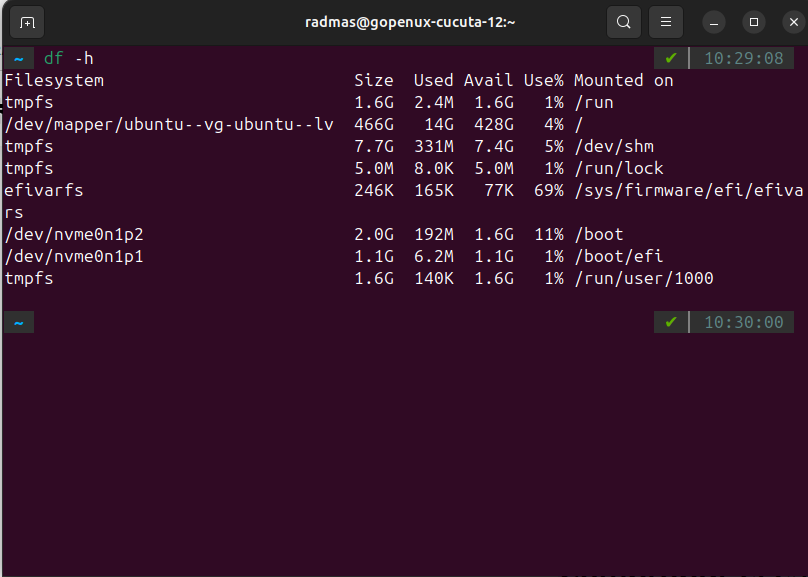 radmas@gopenux-cucuta-12:~
~ df -h ✔ 10:29:08
Filesystem Size Used Avail Use% Mounted on
tmpfs 1.6G 2.4M 1.6G 1% /run
/dev/mapper/ubuntu--vg-ubuntu--lv 466G 14G 428G 4% /
tmpfs 7.7G 331M 7.4G 5% /dev/shm
tmpfs 5.0M 8.0K 5.0M 1% /run/lock
efivarfs 246K 165K 77K 69% /sys/firmware/efi/efiva
rs
/dev/nvme0n1p2 2.0G 192M 1.6G 11% /boot
/dev/nvme0n1p1 1.1G 6.2M 1.1G 1% /boot/efi
tmpfs 1.6G 140K 1.6G 1% /run/user/1000
~ ✔ 10:30:00